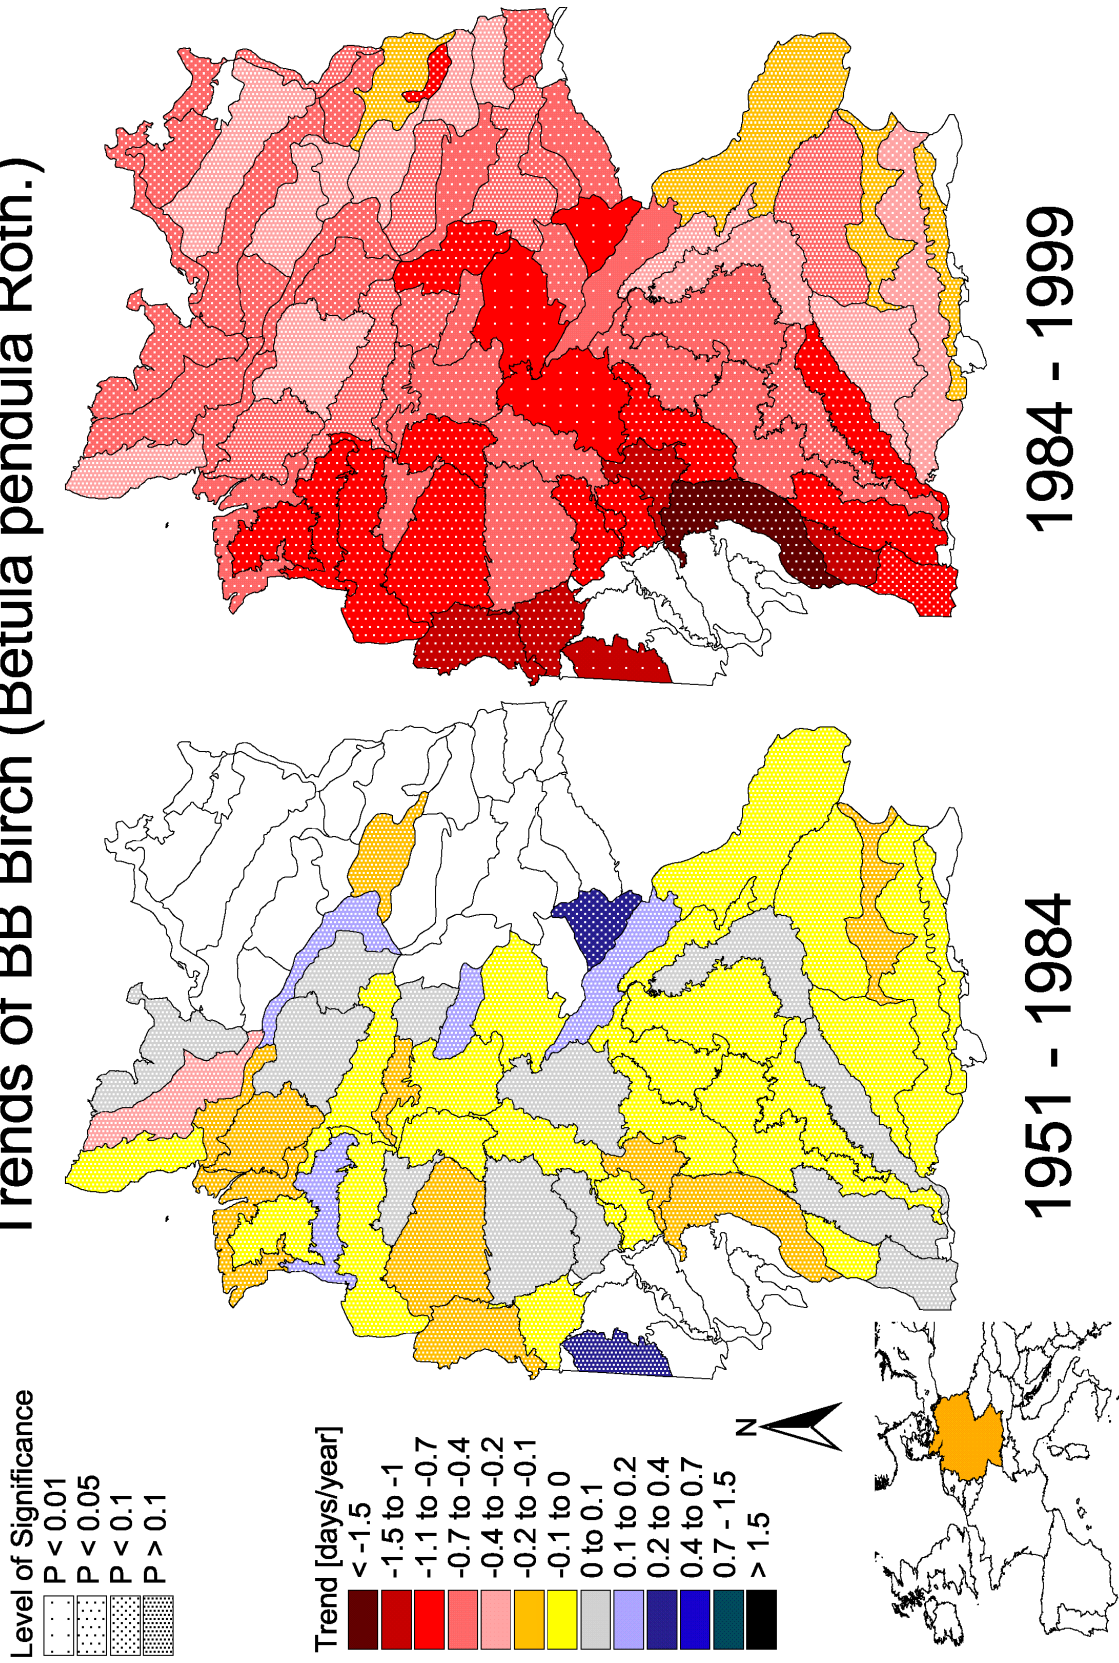 Trends of BB Birch (Betula pendula Roth.)
Level of Significance
P < 0.01
P < 0.05
P < 0.1
P > 0.1
Trend [days/year]
< -1.5
-1.5 to -1
-1.1 to -0.7
-0.7 to -0.4
-0.4 to -0.2
-0.2 to -0.1
-0.1 to 0
0 to 0.1
0.1 to 0.2
0.2 to 0.4
0.4 to 0.7
0.7 - 1.5
> 1.5
N
1951 - 1984
1984 - 1999